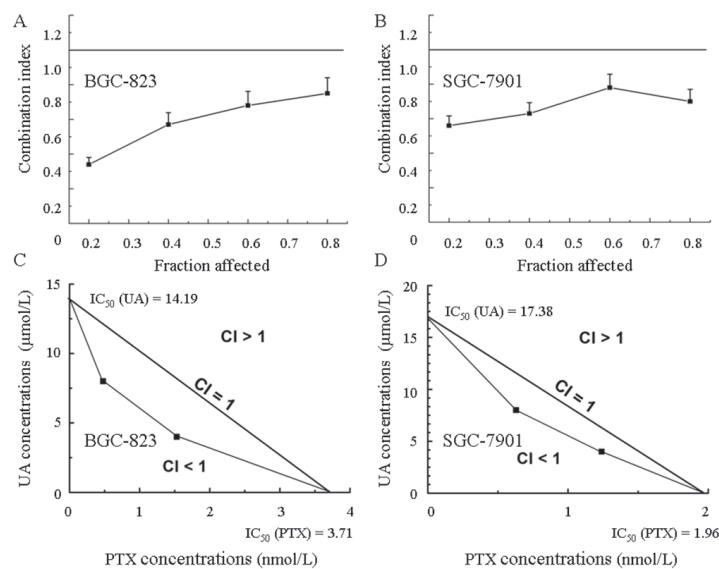 A
1.2
1.0
0.8
0.6
0.4
0.2
0
Combination index
BGC-823
0.2 0.3 0.4 0.5 0.6 0.7 0.8
Fraction affected
B
1.2
1.0
0.8
0.6
0.4
0.2
0
Combination index
SGC-7901
0.2 0.3 0.4 0.5 0.6 0.7 0.8
Fraction affected
C
15
10
5
0
UA concentrations (μmol/L)
IC50 (UA) = 14.19
CI > 1
CI = 1
BGC-823
CI < 1
0 1 2 3 4
IC50 (PTX) = 3.71
PTX concentrations (nmol/L)
D
20
15
10
5
0
UA concentrations (μmol/L)
IC50 (UA) = 17.38
CI > 1
CI = 1
SGC-7901
CI < 1
0 1 2
IC50 (PTX) = 1.96
PTX concentrations (nmol/L)